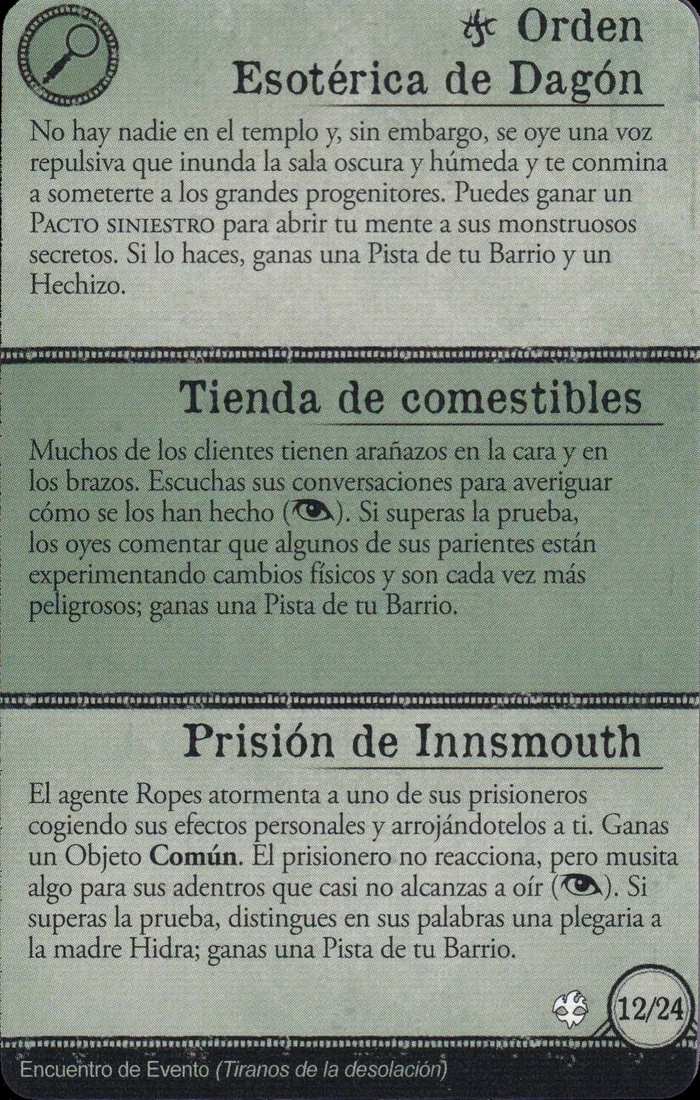 Orden
Esotérica de Dagón
No hay nadie en el templo y, sin embargo, se oye una voz
repulsiva que inunda la sala oscura y húmeda y te conmina
a someterte a los grandes progenitores. Puedes ganar un
PACTO SINIESTRO para abrir tu mente a sus monstruosos
secretos. Si lo haces, ganas una Pista de tu Barrio y un
Hechizo.
Tienda de comestibles
Muchos de los clientes tienen arañazos en la cara y en
los brazos. Escuchas sus conversaciones para averiguar
cómo se los han hecho (). Si superas la prueba,
los oyes comentar que algunos de sus parientes están
experimentando cambios físicos y son cada vez más
peligrosos; ganas una Pista de tu Barrio.
Prisión de Innsmouth
El agente Ropes atormenta a uno de sus prisioneros
cogiendo sus efectos personales y arrojándotelos a ti. Ganas
un Objeto Común. El prisionero no reacciona, pero musita
algo para sus adentros que casi no alcanzas a oír (). Si
superas la prueba, distingues en sus palabras una plegaria a
la madre Hidra; ganas una Pista de tu Barrio.
12/24
Encuentro de Evento (Tiranos de la desolación)